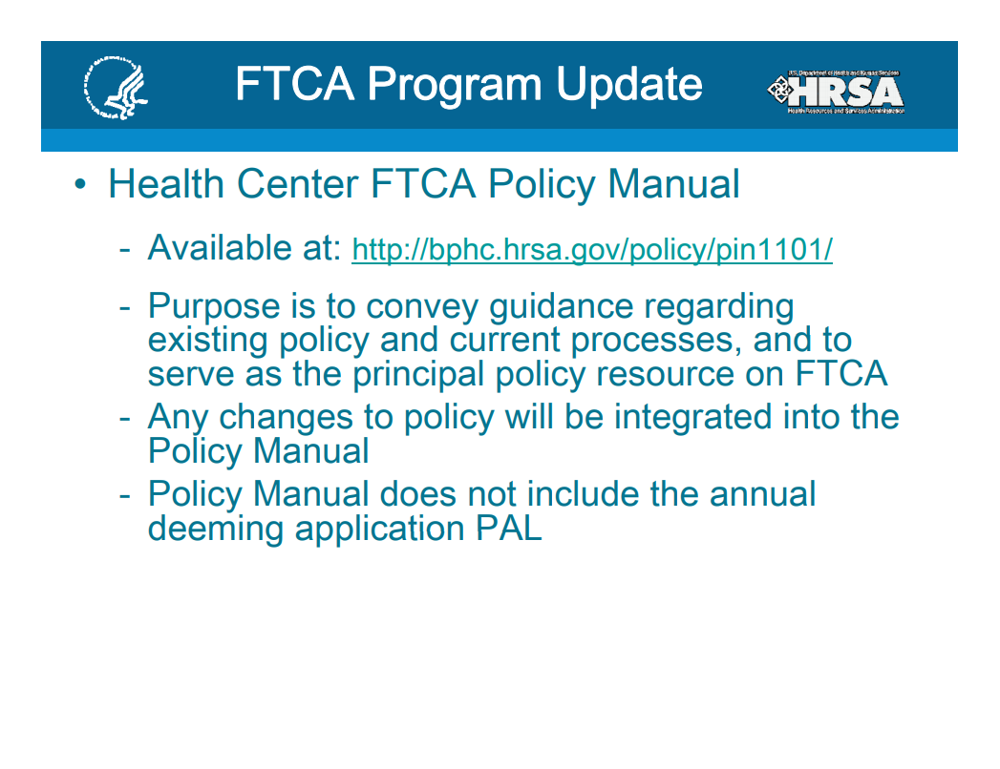 FTCA Program Update
U.S. Department of Health and Human Services
HRSA
Health Resources and Services Administration
• Health Center FTCA Policy Manual
- Available at: http://bphc.hrsa.gov/policy/pin1101/
- Purpose is to convey guidance regarding
existing policy and current processes, and to
serve as the principal policy resource on FTCA
- Any changes to policy will be integrated into the
Policy Manual
- Policy Manual does not include the annual
deeming application PAL